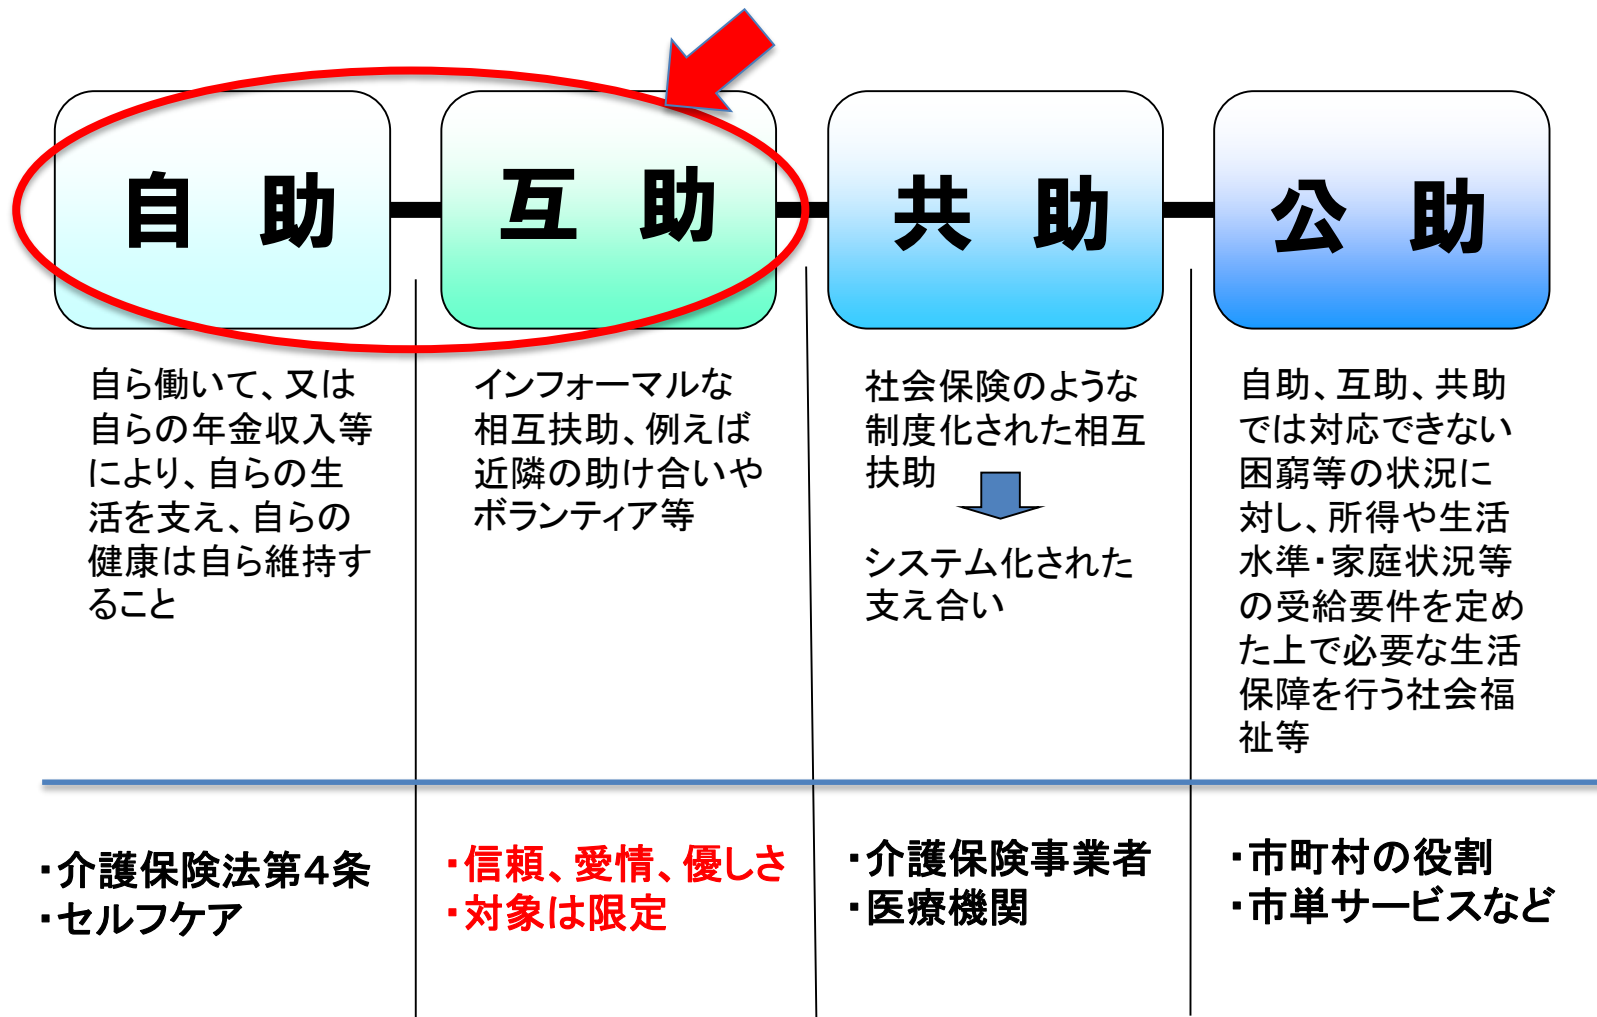 自 助
互 助
共 助
公 助
自ら働いて、又は
自らの年金収入等
により、自らの生
活を支え、自らの
健康は自ら維持す
ること
インフォーマルな
相互扶助、例えば
近隣の助け合いや
ボランティア等
社会保険のような
制度化された相互
扶助
システム化された
支え合い
自助、互助、共助
では対応できない
困窮等の状況に
対し、所得や生活
水準・家庭状況等
の受給要件を定め
た上で必要な生活
保障を行う社会福
祉等
・介護保険法第4条
・セルフケア
・信頼、愛情、優しさ
・対象は限定
・介護保険事業者
・医療機関
・市町村の役割
・市単サービスなど